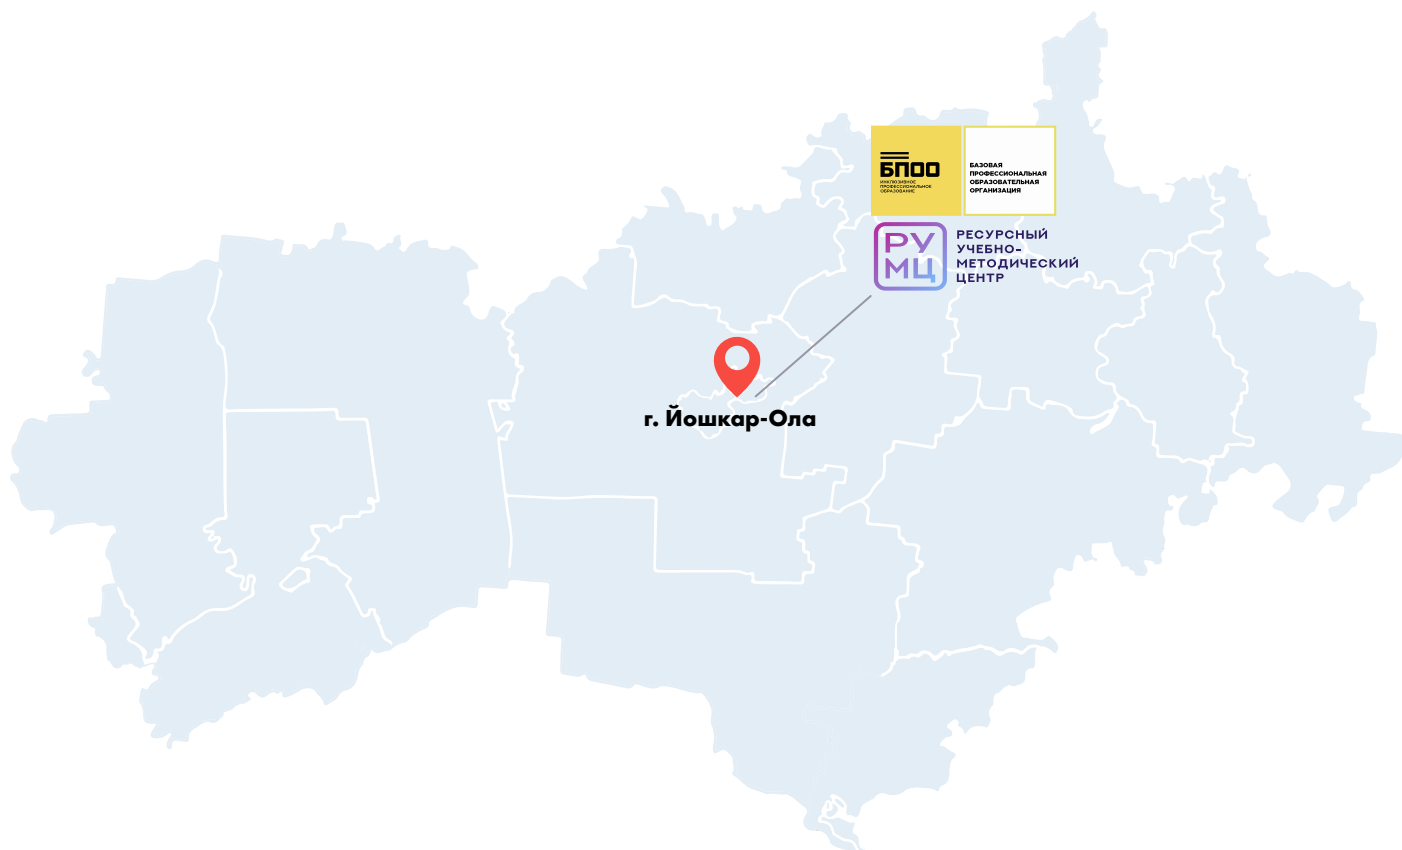 БПОО
ИНКЛЮЗИВНОЕ
ПРОФЕССИОНАЛЬНОЕ
ОБРАЗОВАНИЕ
БАЗОВАЯ
ПРОФЕССИОНАЛЬНАЯ
ОБРАЗОВАТЕЛЬНАЯ
ОРГАНИЗАЦИЯ
РУ
МЦ
РЕСУРСНЫЙ
УЧЕБНО-
МЕТОДИЧЕСКИЙ
ЦЕНТР
г. Йошкар-Ола